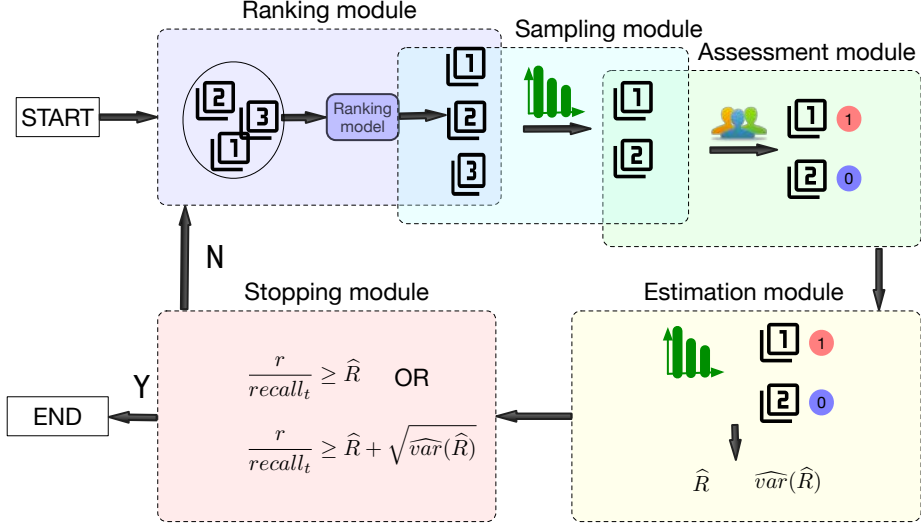 Ranking module
Sampling module
Assessment module
START
2
3
1
Ranking
model
1
2
3
1
2
1 1
2 0
N
Stopping module
Estimation module
r/recall_t ≥ R̂ OR
r/recall_t ≥ R̂ + √(v̂ar(R̂))
Y
END
1 1
2 0
R̂ v̂ar(R̂)